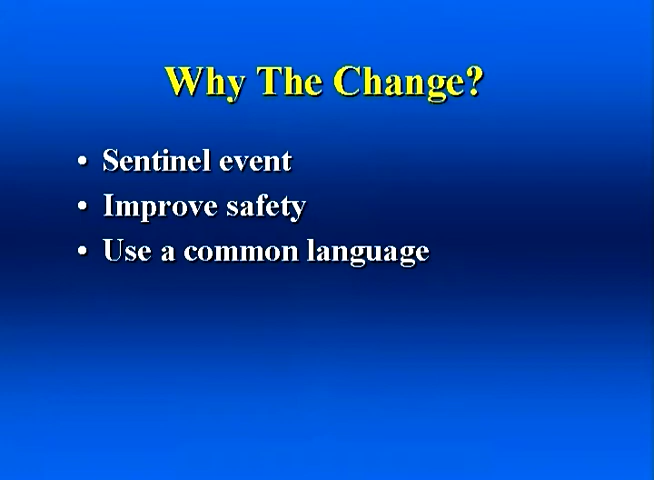 Why The Change?
• Sentinel event
• Improve safety
• Use a common language